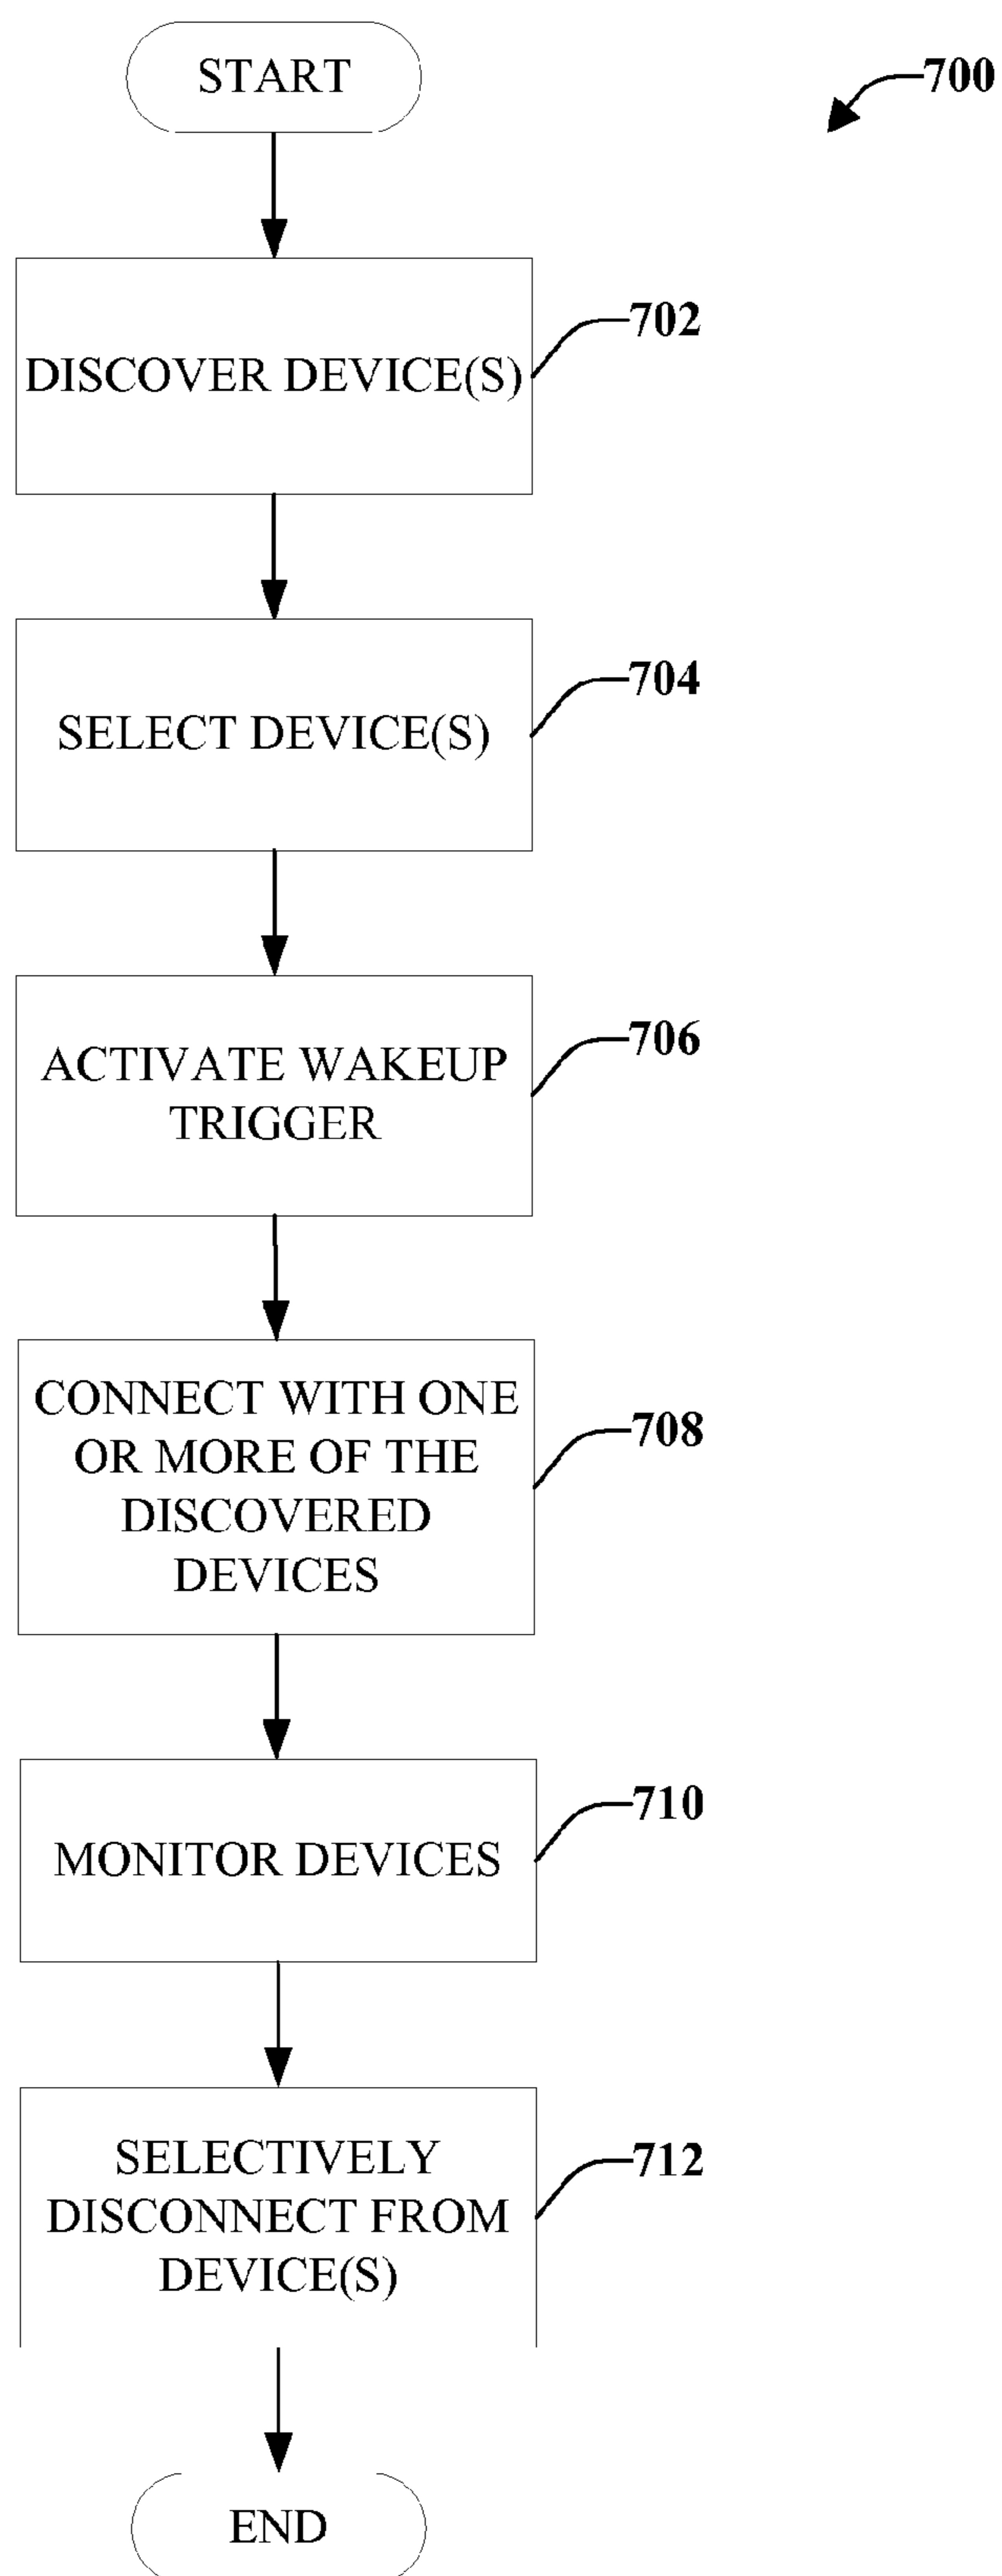 START
700
DISCOVER DEVICE(S)
702
SELECT DEVICE(S)
704
ACTIVATE WAKEUP
TRIGGER
706
CONNECT WITH ONE
OR MORE OF THE
DISCOVERED
DEVICES
708
MONITOR DEVICES
710
SELECTIVELY
DISCONNECT FROM
DEVICE(S)
712
END